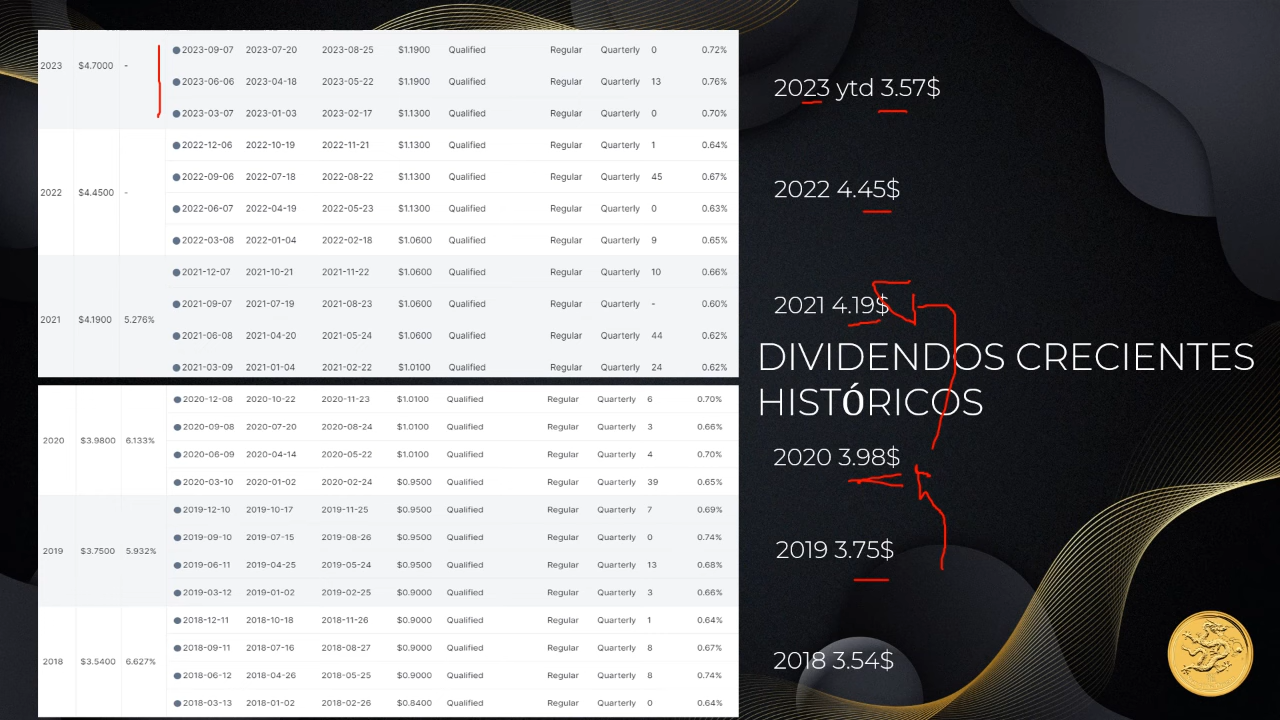 2023-09-07 2023-07-20 2023-08-25 $1.1900 Qualified Regular Quarterly 0 0.72%
2023 $4.7000 -
2023-06-06 2023-04-18 2023-05-22 $1.1900 Qualified Regular Quarterly 13 0.76%
2023-03-07 2023-01-03 2023-02-17 $1.1300 Qualified Regular Quarterly 0 0.70%
2022-12-06 2022-10-19 2022-11-21 $1.1300 Qualified Regular Quarterly 1 0.64%
2022-09-06 2022-07-18 2022-08-22 $1.1300 Qualified Regular Quarterly 45 0.67%
2022 $4.4500 -
2022-06-07 2022-04-19 2022-05-23 $1.1300 Qualified Regular Quarterly 0 0.63%
2022-03-08 2022-01-04 2022-02-18 $1.0600 Qualified Regular Quarterly 9 0.65%
2021-12-07 2021-10-21 2021-11-22 $1.0600 Qualified Regular Quarterly 10 0.66%
2021-09-07 2021-07-19 2021-08-23 $1.0600 Qualified Regular Quarterly - 0.60%
2021 $4.1900 5.276%
2021-06-08 2021-04-20 2021-05-24 $1.0600 Qualified Regular Quarterly 44 0.62%
2021-03-09 2021-01-04 2021-02-22 $1.0100 Qualified Regular Quarterly 24 0.62%
2020-12-08 2020-10-22 2020-11-23 $1.0100 Qualified Regular Quarterly 6 0.70%
2020-09-08 2020-07-20 2020-08-24 $1.0100 Qualified Regular Quarterly 3 0.66%
2020 $3.9800 6.133%
2020-06-09 2020-04-14 2020-05-22 $1.0100 Qualified Regular Quarterly 4 0.70%
2020-03-10 2020-01-02 2020-02-24 $0.9500 Qualified Regular Quarterly 39 0.65%
2019-12-10 2019-10-17 2019-11-25 $0.9500 Qualified Regular Quarterly 7 0.69%
2019-09-10 2019-07-15 2019-08-26 $0.9500 Qualified Regular Quarterly 0 0.74%
2019 $3.7500 5.932%
2019-06-11 2019-04-25 2019-05-24 $0.9500 Qualified Regular Quarterly 13 0.68%
2019-03-12 2019-01-02 2019-02-25 $0.9000 Qualified Regular Quarterly 3 0.66%
2018-12-11 2018-10-18 2018-11-26 $0.9000 Qualified Regular Quarterly 1 0.64%
2018-09-11 2018-07-16 2018-08-27 $0.9000 Qualified Regular Quarterly 8 0.67%
2018 $3.5400 6.627%
2018-06-12 2018-04-26 2018-05-25 $0.9000 Qualified Regular Quarterly 8 0.74%
2018-03-13 2018-01-02 2018-02-26 $0.8400 Qualified Regular Quarterly 0 0.64%
2023 ytd 3.57$
2022 4.45$
2021 4.19$
DIVIDENDOS CRECIENTES
HISTÓRICOS
2020 3.98$
2019 3.75$
2018 3.54$